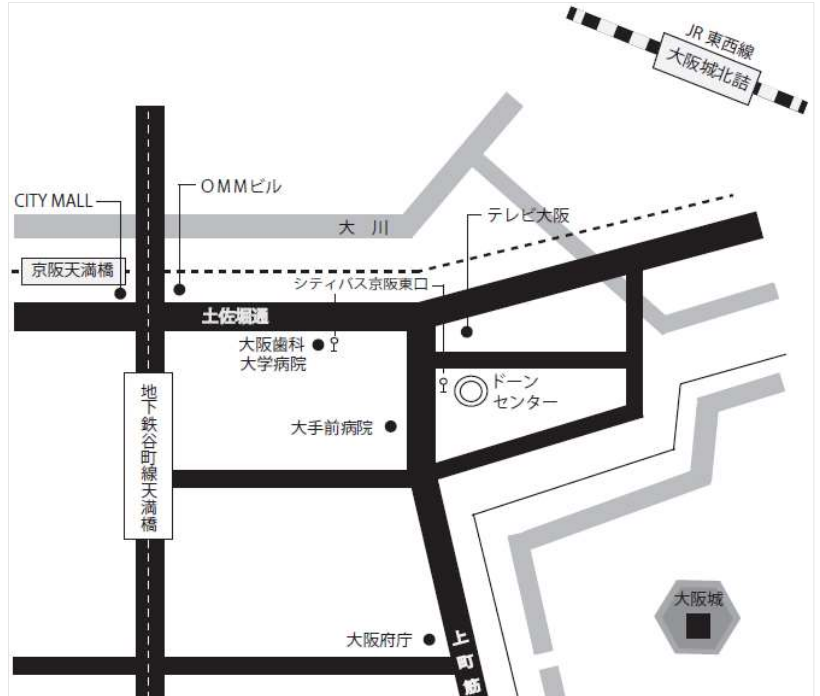 JR 東西線
大阪城北詰
OMMビル
CITY MALL
大 川
テレビ大阪
京阪天満橋
シティバス京阪東口
土佐堀通
大阪歯科
大学病院
ドーン
センター
大手前病院
地下鉄谷町線天満橋
大阪城
大阪府庁
上町筋